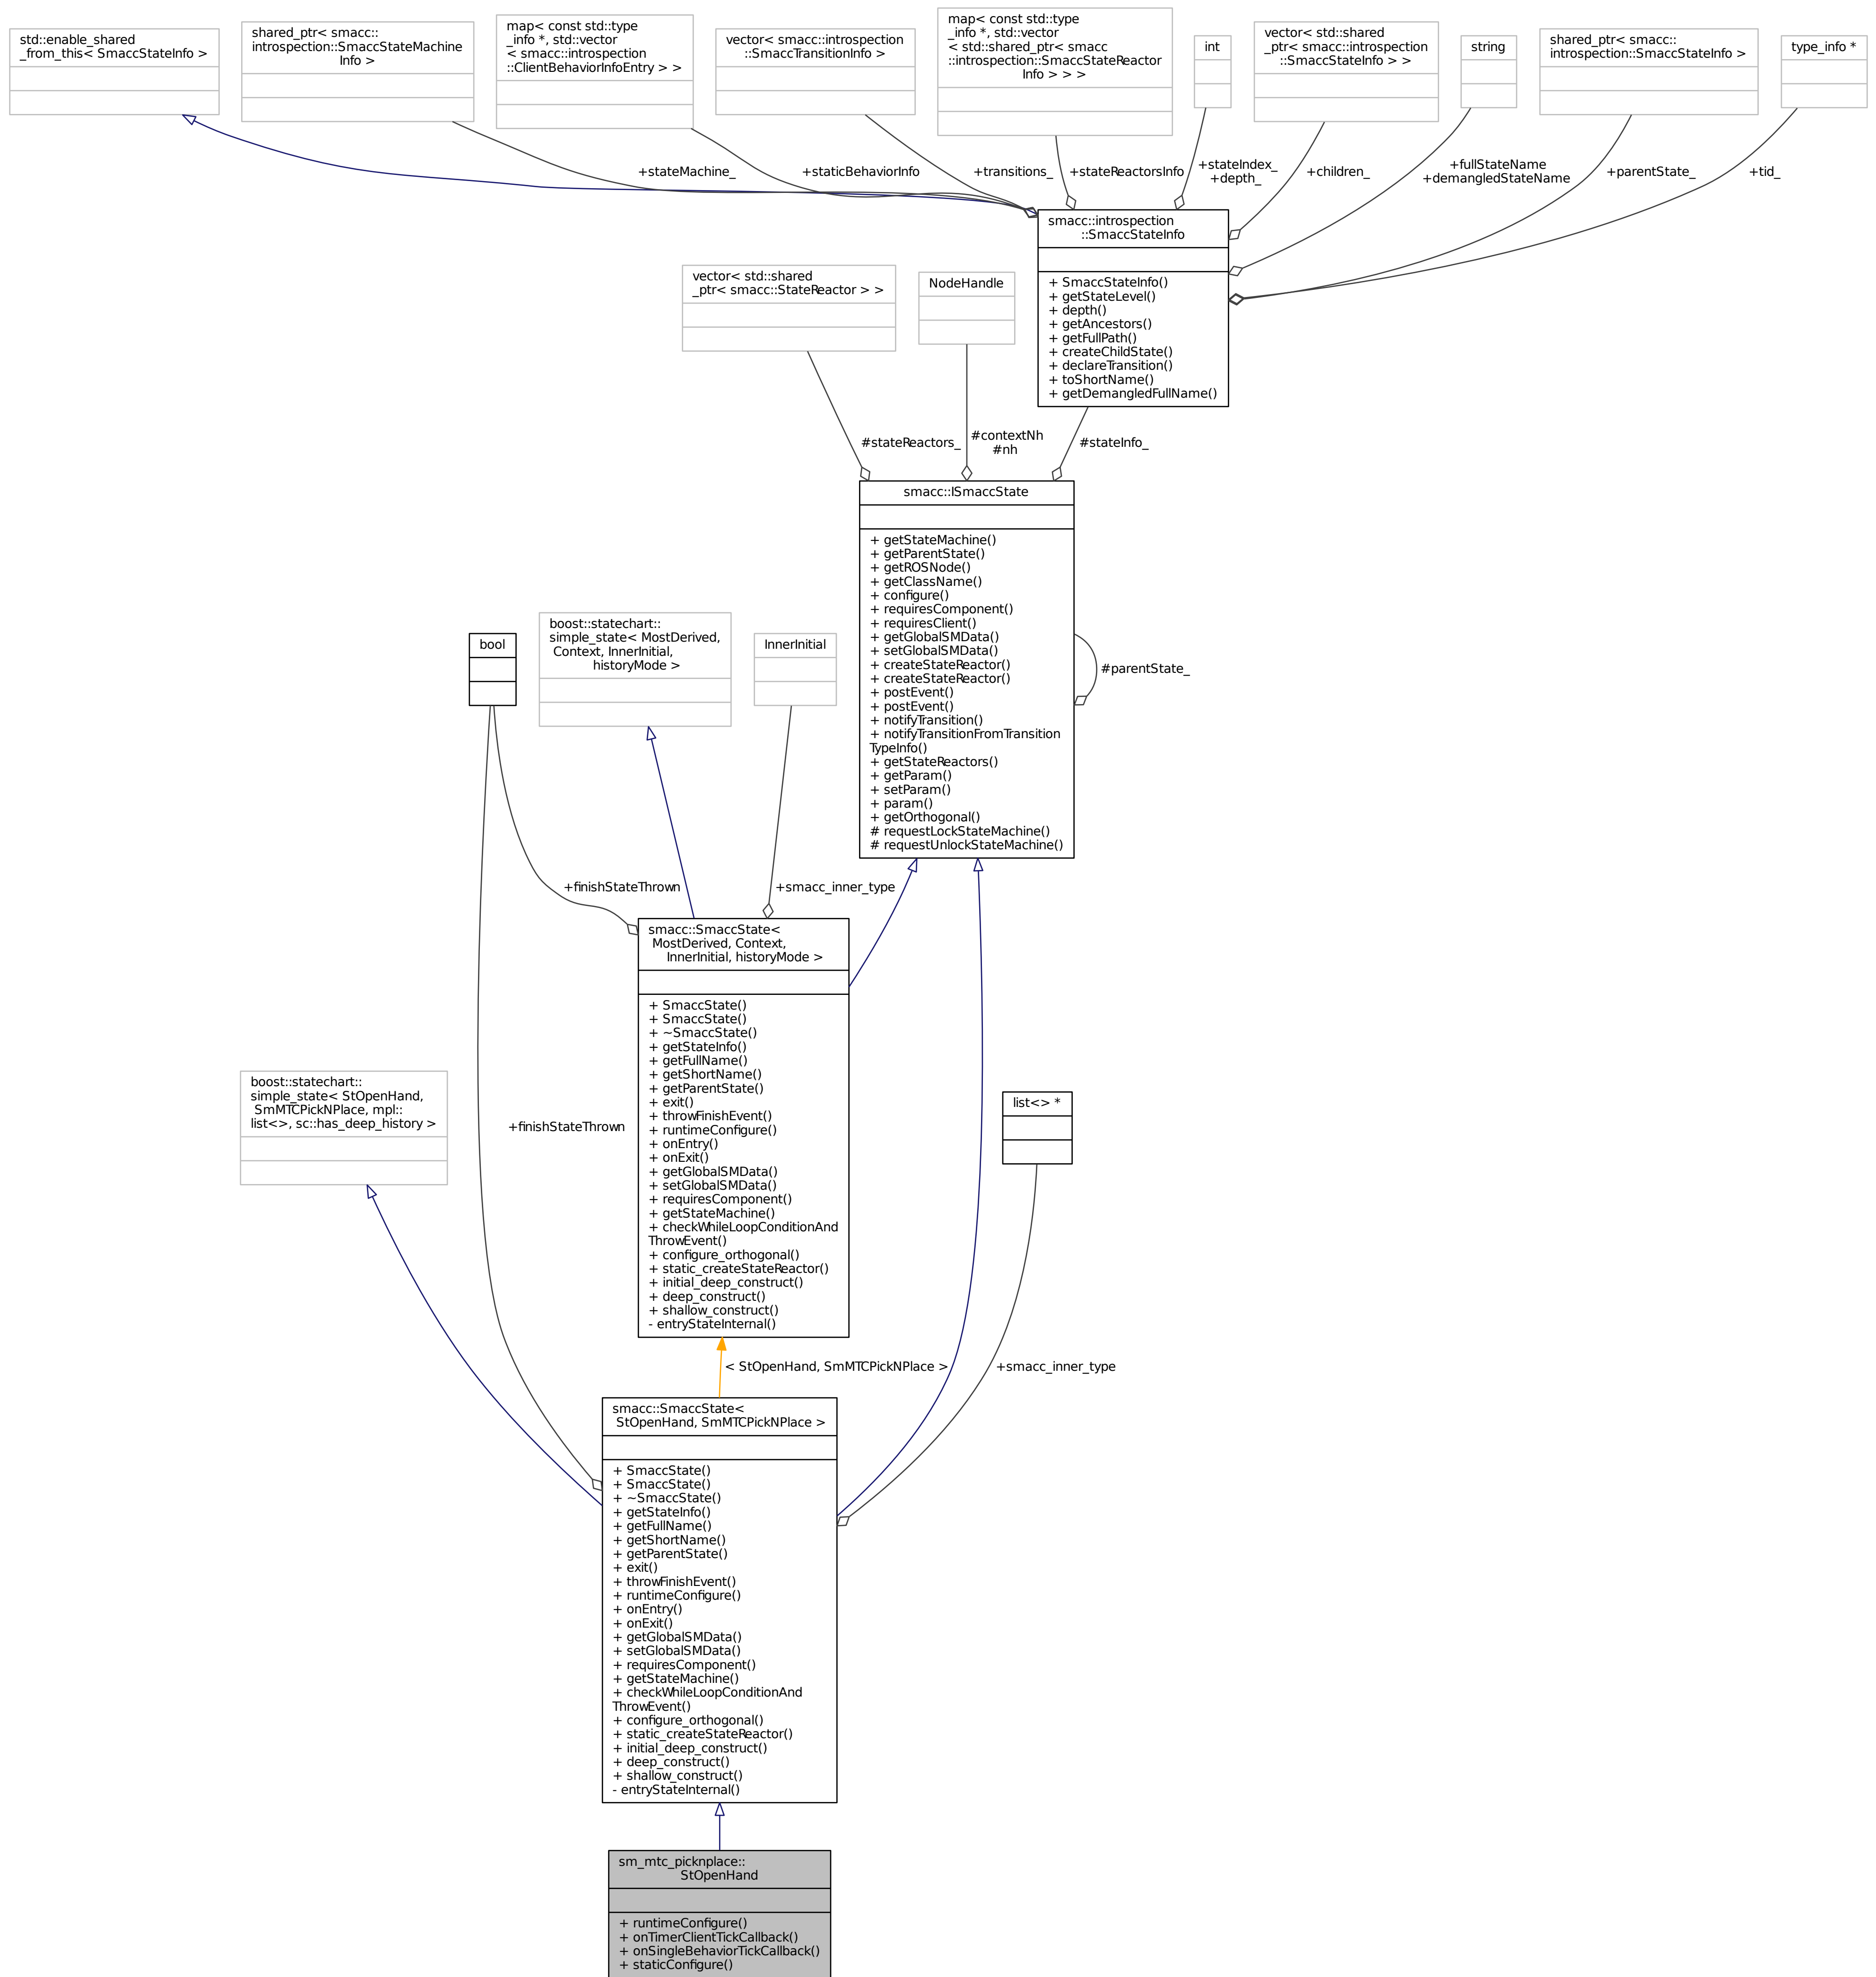 std::enable_shared
_from_this< SmaccStateInfo >
shared_ptr< smacc::
introspection::SmaccStateMachine
Info >
map< const std::type
_info *, std::vector
< smacc::introspection
::ClientBehaviorInfoEntry > >
vector< smacc::introspection
::SmaccTransitionInfo >
map< const std::type
_info *, std::vector
< std::shared_ptr< smacc
::introspection::SmaccStateReactor
Info > > >
int
vector< std::shared
_ptr< smacc::introspection
::SmaccStateInfo > >
string
shared_ptr< smacc::
introspection::SmaccStateInfo >
type_info *
+stateMachine_
+staticBehaviorInfo
+transitions_
+stateReactorsInfo
+stateIndex_
+depth_
+children_
+fullStateName
+demangledStateName
+parentState_
+tid_
smacc::introspection
::SmaccStateInfo
+ SmaccStateInfo()
+ getStateLevel()
+ depth()
+ getAncestors()
+ getFullPath()
+ createChildState()
+ declareTransition()
+ toShortName()
+ getDemangledFullName()
vector< std::shared
_ptr< smacc::StateReactor > >
NodeHandle
#stateReactors_
#contextNh
#nh
#stateInfo_
smacc::ISmaccState
+ getStateMachine()
+ getParentState()
+ getROSNode()
+ getClassName()
+ configure()
+ requiresComponent()
+ requiresClient()
+ getGlobalSMData()
+ setGlobalSMData()
+ createStateReactor()
+ createStateReactor()
+ postEvent()
+ postEvent()
+ notifyTransition()
+ notifyTransitionFromTransition
TypeInfo()
+ getStateReactors()
+ getParam()
+ setParam()
+ param()
+ getOrthogonal()
# requestLockStateMachine()
# requestUnlockStateMachine()
#parentState_
bool
boost::statechart::
simple_state< MostDerived,
Context, InnerInitial,
historyMode >
InnerInitial
+finishStateThrown
+smacc_inner_type
smacc::SmaccState<
MostDerived, Context,
InnerInitial, historyMode >
+ SmaccState()
+ SmaccState()
+ ~SmaccState()
+ getStateInfo()
+ getFullName()
+ getShortName()
+ getParentState()
+ exit()
+ throwFinishEvent()
+ runtimeConfigure()
+ onEntry()
+ onExit()
+ getGlobalSMData()
+ setGlobalSMData()
+ requiresComponent()
+ getStateMachine()
+ checkWhileLoopConditionAnd
ThrowEvent()
+ configure_orthogonal()
+ static_createStateReactor()
+ initial_deep_construct()
+ deep_construct()
+ shallow_construct()
- entryStateInternal()
boost::statechart::
simple_state< StOpenHand,
SmMTCPickNPlace, mpl::
list<>, sc::has_deep_history >
+finishStateThrown
list<> *
< StOpenHand, SmMTCPickNPlace >
+smacc_inner_type
smacc::SmaccState<
StOpenHand, SmMTCPickNPlace >
+ SmaccState()
+ SmaccState()
+ ~SmaccState()
+ getStateInfo()
+ getFullName()
+ getShortName()
+ getParentState()
+ exit()
+ throwFinishEvent()
+ runtimeConfigure()
+ onEntry()
+ onExit()
+ getGlobalSMData()
+ setGlobalSMData()
+ requiresComponent()
+ getStateMachine()
+ checkWhileLoopConditionAnd
ThrowEvent()
+ configure_orthogonal()
+ static_createStateReactor()
+ initial_deep_construct()
+ deep_construct()
+ shallow_construct()
- entryStateInternal()
sm_mtc_picknplace::
StOpenHand
+ runtimeConfigure()
+ onTimerClientTickCallback()
+ onSingleBehaviorTickCallback()
+ staticConfigure()